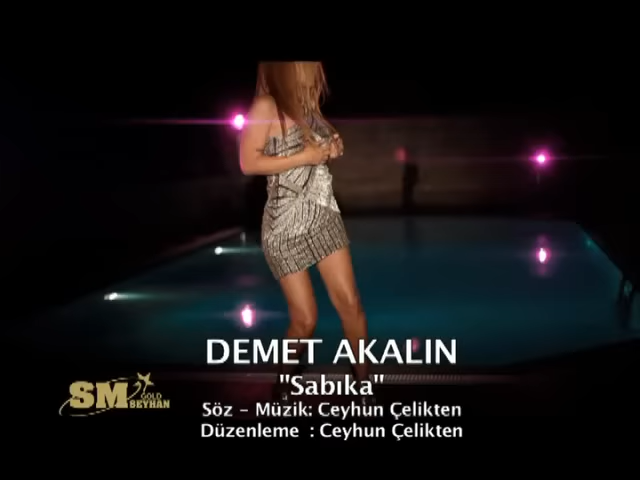 DEMET AKALIN
"Sabıka"
Söz - Müzik: Ceyhun Çelikten
Düzenleme : Ceyhun Çelikten
SM
GOLD
SEYHAN